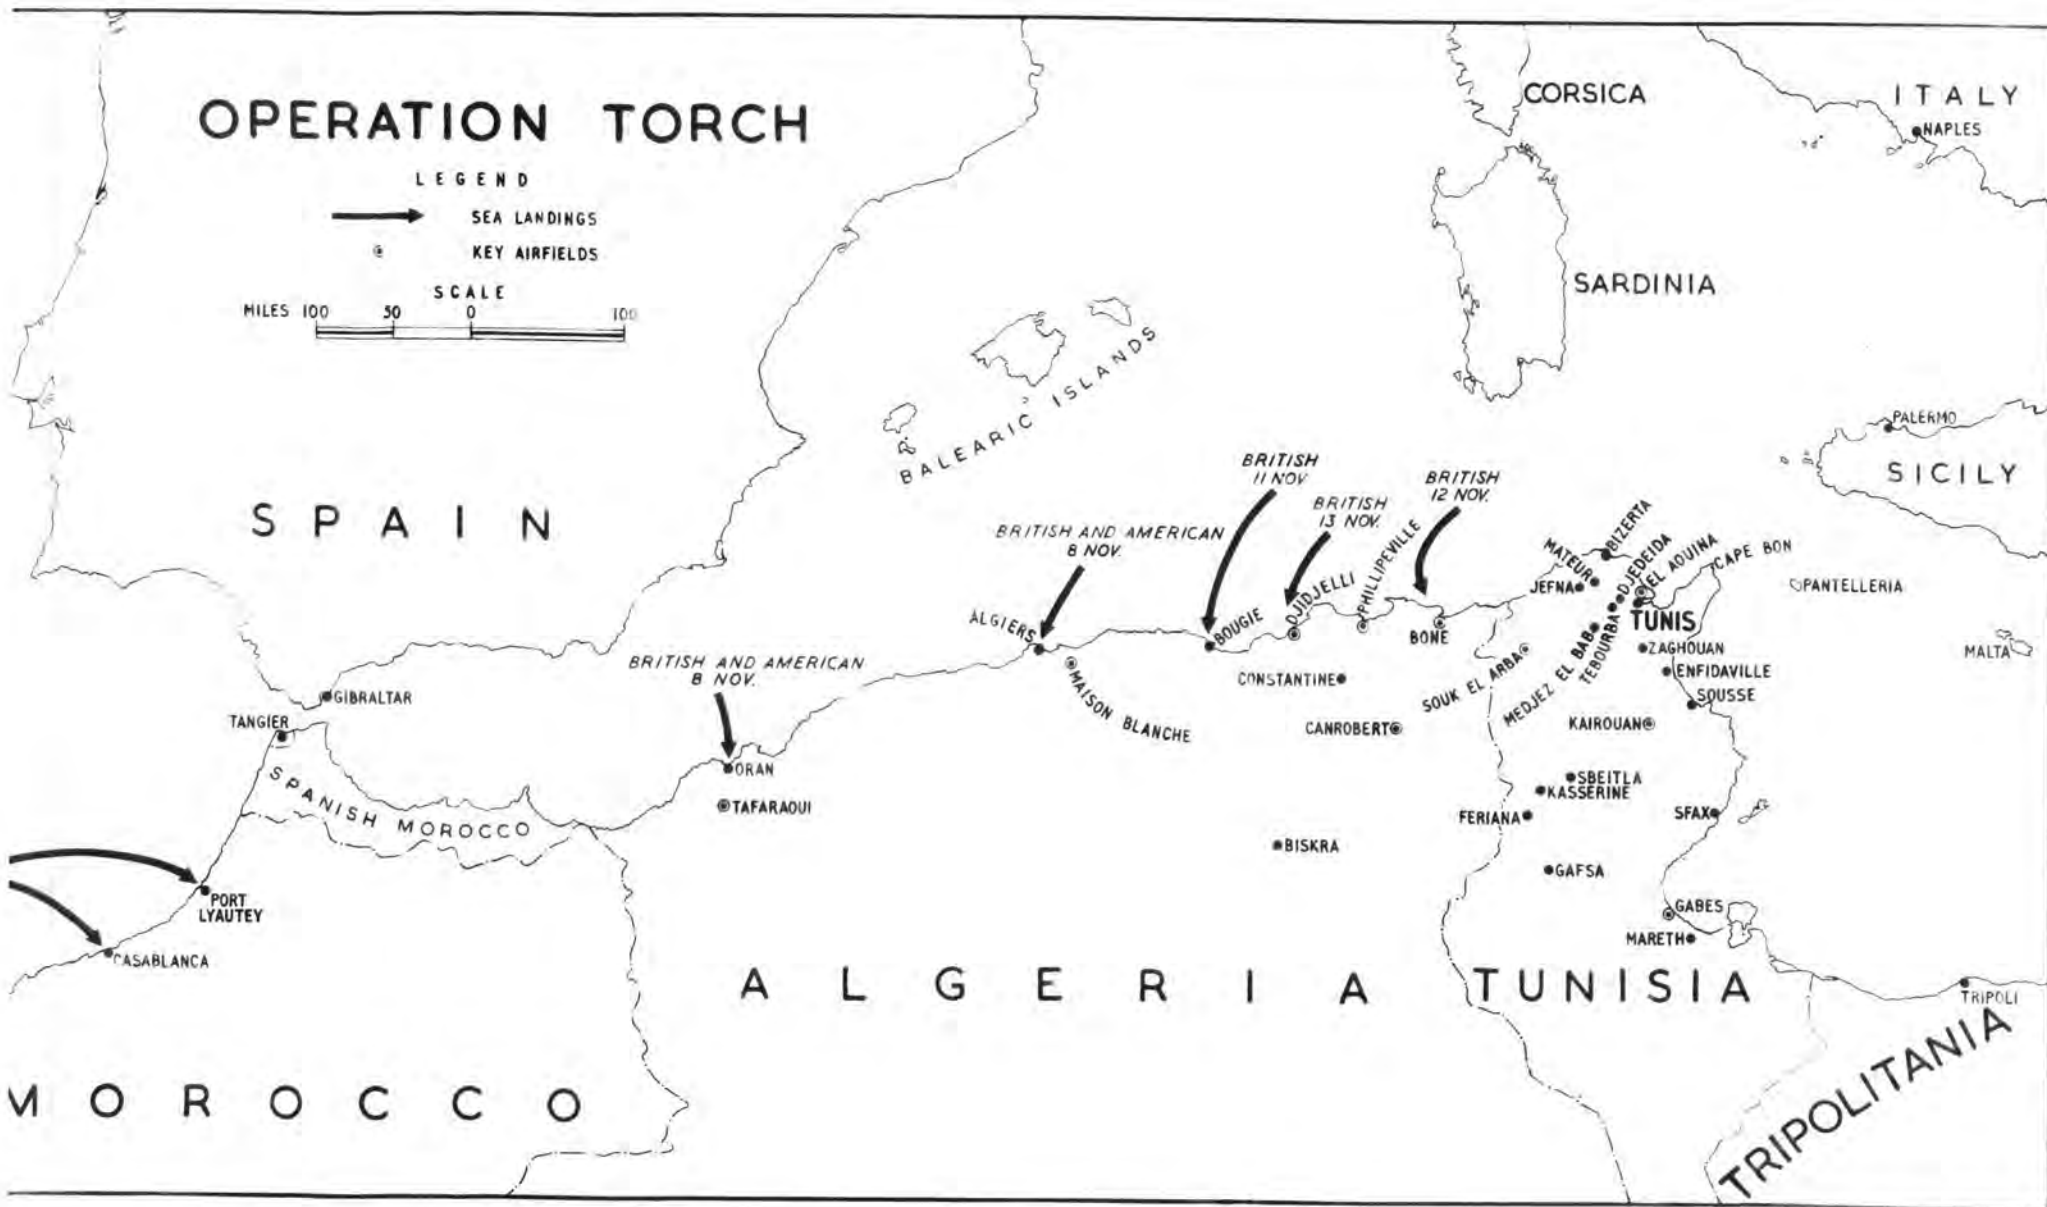 OPERATION TORCH
LEGEND
SEA LANDINGS
KEY AIRFIELDS
SCALE
MILES 100 50 0 100
CORSICA
ITALY
NAPLES
SARDINIA
BALEARIC ISLANDS
PALERMO
SICILY
SPAIN
BRITISH
11 NOV
BRITISH
12 NOV.
BRITISH
13 NOV.
BRITISH AND AMERICAN
8 NOV.
BRITISH AND AMERICAN
8 NOV.
PHILLIPEVILLE
DJIDJELLI
BOUGIE
ALGIERS
MAISON BLANCHE
BONE
MATEUR
BIZERTA
JEFNA
DJEDEIDA
EL AOUINA
CAPE BON
PANTELLERIA
TUNIS
TEBOURBA
MEDJEZ EL BAB
SOUK EL ARBA
ZAGHOUAN
ENFIDAVILLE
SOUSSE
MALTA
CONSTANTINE
CANROBERT
KAIROUAN
GIBRALTAR
TANGIER
SPANISH MOROCCO
ORAN
TAFARAOUI
BISKRA
SBEITLA
KASSERINE
FERIANA
SFAX
GAFSA
GABES
MARETH
PORT
LYAUTEY
CASABLANCA
ALGERIA
TUNISIA
TRIPOLI
TRIPOLITANIA
MOROCCO